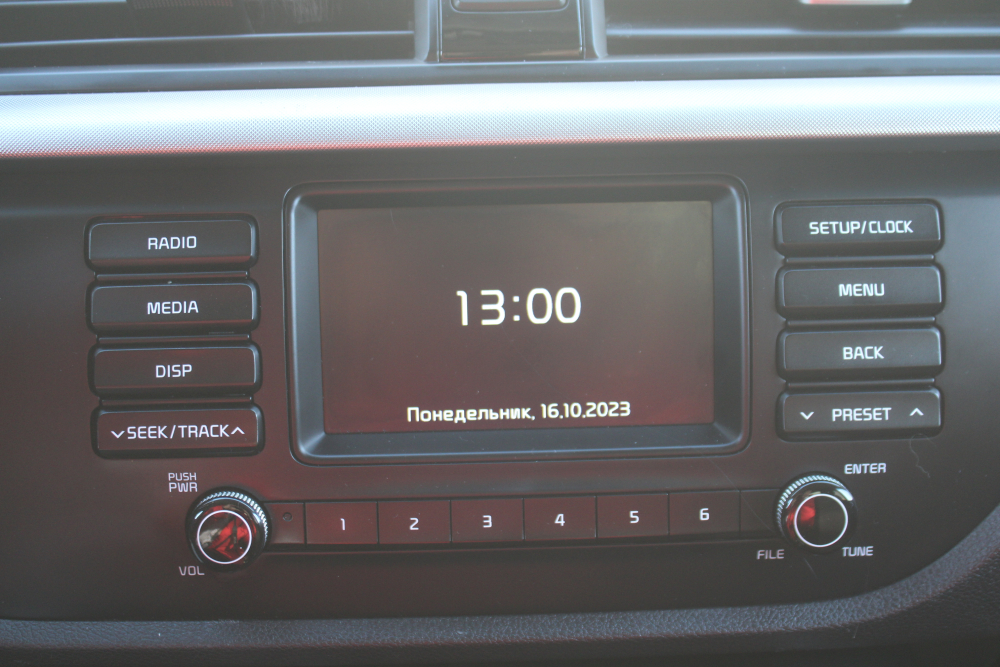 RADIO
MEDIA
DISP
SEEK/TRACK
PUSH
PWR
VOL
13:00
Понедельник, 16.10.2023
1 2 3 4 5 6
SETUP/CLOCK
MENU
BACK
PRESET
ENTER
FILE
TUNE